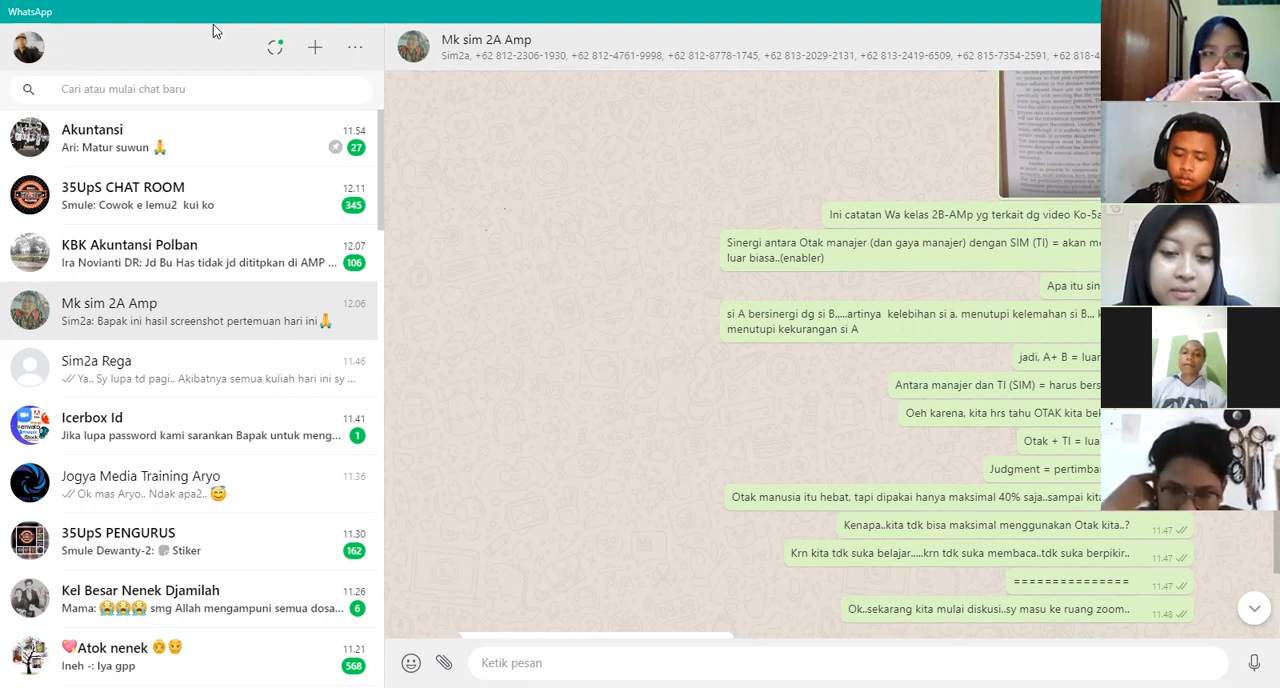 WhatsApp
Cari atau mulai chat baru
Akuntansi
11.54
Ari: Matur suwun 🙏
27
35UpS CHAT ROOM
12.11
Smule: Cowok e lemu2 kui ko
345
KBK Akuntansi Polban
12.07
Ira Novianti DR: Jd Bu Has tidak jd dititpkan di AMP ...
106
Mk sim 2A Amp
12.06
Sim2a: Bapak ini hasil screenshot pertemuan hari ini🙏
Sim2a Rega
11.46
Ya.. Sy lupa td pagi.. Akibatnya semua kuliah hari ini sy ...
Icerbox Id
11.41
Jika lupa password kami sarankan Bapak untuk meng...
1
Jogya Media Training Aryo
11.36
Ok mas Aryo.. Ndak apa2.. 😅
35UpS PENGURUS
11.30
Smule Dewanty-2: Stiker
162
Kel Besar Nenek Djamilah
11.26
Mama: 😭😭😭 smg Allah mengampuni semua dosa...
6
💖Atok nenek 👵👴
11.21
Ineh -: Iya gpp
568
Mk sim 2A Amp
Sim2a, +62 812-2306-1930, +62 812-4761-9998, +62 812-8778-1745, +62 813-2029-2131, +62 813-2419-6509, +62 815-7354-2591, +62 818-4
Ini catatan Wa kelas 2B-AMp yg terkait dg video Ko-5a
Sinergi antara Otak manajer (dan gaya manajer) dengan SIM (TI) = akan me
luar biasa..(enabler)
Apa itu sin
si A bersinergi dg si B.....artinya kelebihan si a, menutupi kelemahan si B... k
menutupi kekurangan si A
jadi, A+ B = luar
Antara manajer dan TI (SIM) = harus bers
Oeh karena, kita hrs tahu OTAK kita bek
Otak + TI = lua
Judgment = pertimba
Otak manusia itu hebat, tapi dipakai hanya maksimal 40% saja..sampai kita
Kenapa..kita tdk bisa maksimal menggunakan Otak kita..?
11.47
Krn kita tdk suka belajar.....krn tdk suka membaca..tdk suka berpikir..
11.47
===============
11.47
Ok..sekarang kita mulai diskusi..sy masu ke ruang zoom..
11.48
Ketik pesan